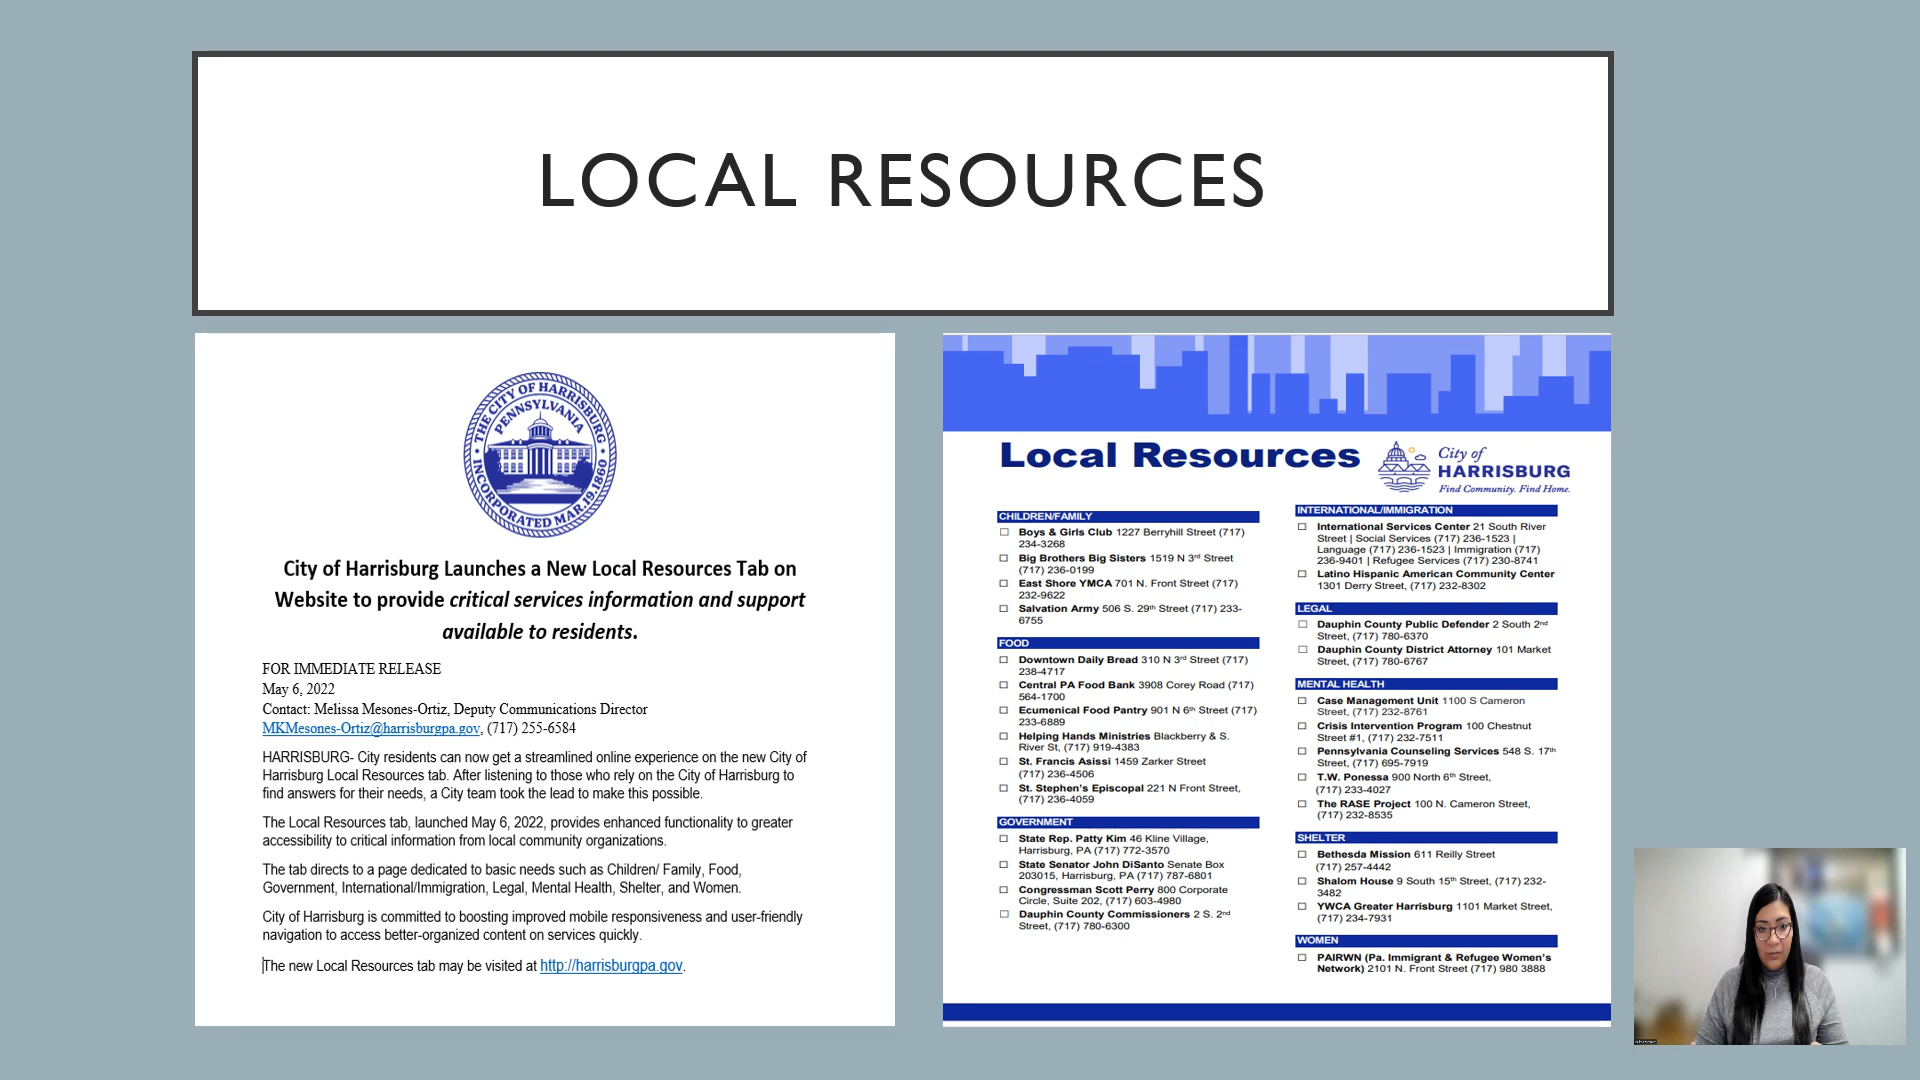 LOCAL RESOURCES
THE CITY OF HARRISBURG
PENNSYLVANIA
INCORPORATED MAR.19.1860
City of Harrisburg Launches a New Local Resources Tab on
Website to provide critical services information and support
available to residents.
FOR IMMEDIATE RELEASE
May 6, 2022
Contact: Melissa Mesones-Ortiz, Deputy Communications Director
MKMesones-Ortiz@harrisburgpa.gov, (717) 255-6584
HARRISBURG- City residents can now get a streamlined online experience on the new City of
Harrisburg Local Resources tab. After listening to those who rely on the City of Harrisburg to
find answers for their needs, a City team took the lead to make this possible.
The Local Resources tab, launched May 6, 2022, provides enhanced functionality to greater
accessibility to critical information from local community organizations.
The tab directs to a page dedicated to basic needs such as Children/ Family, Food,
Government, International/Immigration, Legal, Mental Health, Shelter, and Women.
City of Harrisburg is committed to boosting improved mobile responsiveness and user-friendly
navigation to access better-organized content on services quickly.
The new Local Resources tab may be visited at http://harrisburgpa.gov.
Local Resources
City of
HARRISBURG
Find Community. Find Home.
CHILDREN/FAMILY
Boys & Girls Club 1227 Berryhill Street (717)
234-3268
Big Brothers Big Sisters 1519 N 3rd Street
(717) 236-0199
East Shore YMCA 701 N. Front Street (717)
232-9622
Salvation Army 506 S. 29th Street (717) 233-
6755
FOOD
Downtown Daily Bread 310 N 3rd Street (717)
238-4717
Central PA Food Bank 3908 Corey Road (717)
564-1700
Ecumenical Food Pantry 901 N 6th Street (717)
233-6889
Helping Hands Ministries Blackberry & S.
River St, (717) 919-4383
St. Francis Asissi 1459 Zarker Street
(717) 236-4506
St. Stephen's Episcopal 221 N Front Street,
(717) 236-4059
GOVERNMENT
State Rep. Patty Kim 46 Kline Village,
Harrisburg, PA (717) 772-3570
State Senator John DiSanto Senate Box
203015, Harrisburg, PA (717) 787-6801
Congressman Scott Perry 800 Corporate
Circle, Suite 202, (717) 603-4980
Dauphin County Commissioners 2 S. 2nd
Street, (717) 780-6300
INTERNATIONAL/IMMIGRATION
International Services Center 21 South River
Street | Social Services (717) 236-1523 |
Language (717) 236-1523 | Immigration (717)
236-9401 | Refugee Services (717) 230-8741
Latino Hispanic American Community Center
1301 Derry Street, (717) 232-8302
LEGAL
Dauphin County Public Defender 2 South 2nd
Street, (717) 780-6370
Dauphin County District Attorney 101 Market
Street, (717) 780-6767
MENTAL HEALTH
Case Management Unit 1100 S Cameron
Street, (717) 232-8761
Crisis Intervention Program 100 Chestnut
Street #1, (717) 232-7511
Pennsylvania Counseling Services 548 S. 17th
Street, (717) 695-7919
T.W. Ponessa 900 North 6th Street,
(717) 233-4027
The RASE Project 100 N. Cameron Street,
(717) 232-8535
SHELTER
Bethesda Mission 611 Reilly Street
(717) 257-4442
Shalom House 9 South 15th Street, (717) 232-
3482
YWCA Greater Harrisburg 1101 Market Street,
(717) 234-7931
WOMEN
PAIRWN (Pa. Immigrant & Refugee Women's
Network) 2101 N. Front Street (717) 980 3888